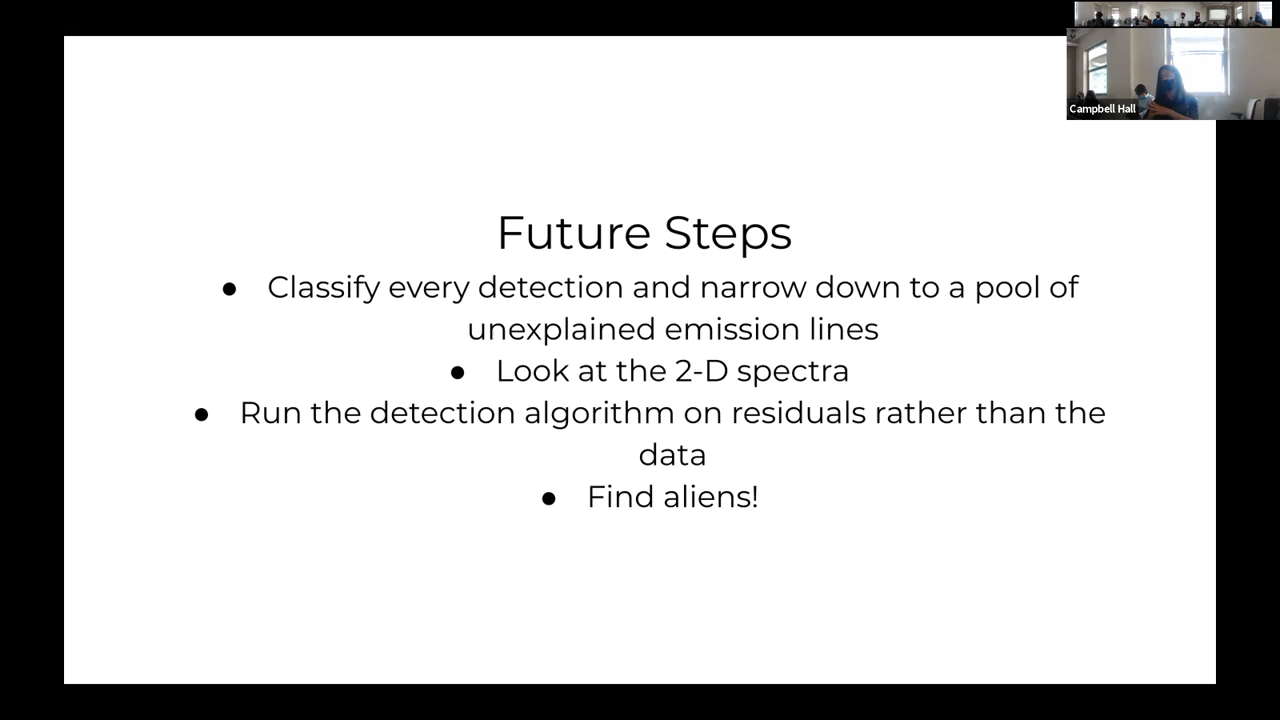 Campbell Hall
Future Steps
● Classify every detection and narrow down to a pool of
unexplained emission lines
● Look at the 2-D spectra
● Run the detection algorithm on residuals rather than the
data
● Find aliens!